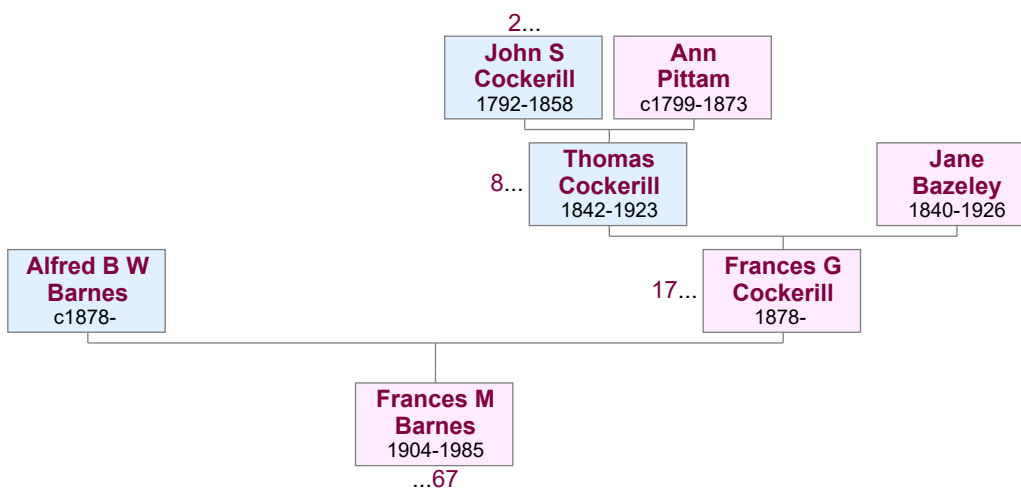 2...
John S
Cockerill
1792-1858
Ann
Pittam
c1799-1873
8...
Thomas
Cockerill
1842-1923
Jane
Bazeley
1840-1926
Alfred B W
Barnes
c1878-
17...
Frances G
Cockerill
1878-
Frances M
Barnes
1904-1985
...67